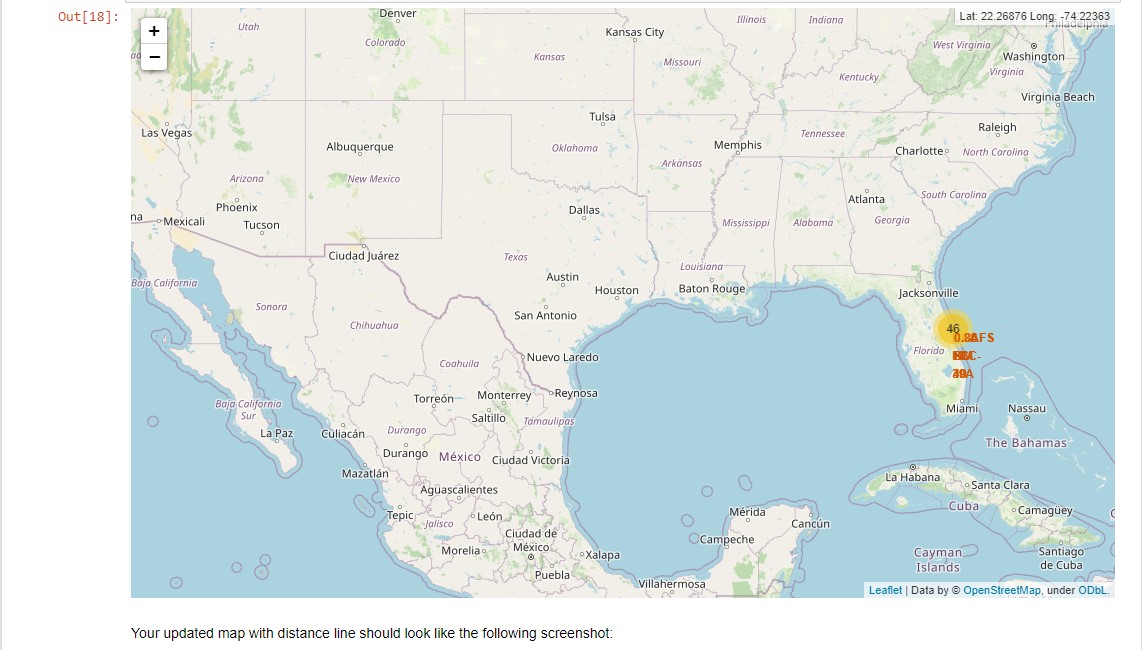 Out[18]:
+
−
Lat: 22.26876 Long: -74.22363
Utah
Denver
Colorado
Kansas City
Kansas
Missouri
Illinois
Indiana
Philadelphia
West Virginia
Washington
Virginia
Kentucky
Virginia Beach
Las Vegas
Tulsa
Raleigh
Albuquerque
Oklahoma
Memphis
Tennessee
Charlotte
North Carolina
Arkansas
Arizona
New Mexico
South Carolina
Phoenix
Atlanta
na
Mexicali
Tucson
Dallas
Mississippi
Alabama
Georgia
Ciudad Juárez
Texas
Louisiana
Austin
Baja California
Houston
Baton Rouge
Jacksonville
Sonora
San Antonio
Chihuahua
46
Florida
Nuevo Laredo
Coahuila
Reynosa
Torreón
Monterrey
Baja California
Sur
Miami
Nassau
Saltillo
Tamaulipas
La Paz
Culiacán
Durango
The Bahamas
Durango
México
Ciudad Victoria
Mazatlán
La Habana
Santa Clara
Aguascalientes
Cuba
Camagüey
Tepic
León
Mérida
Cancún
Jalisco
Ciudad de
México
Campeche
Morelia
Xalapa
Cayman
Islands
Santiago
de Cuba
Puebla
Villahermosa
Leaflet | Data by © OpenStreetMap, under ODbL.
Your updated map with distance line should look like the following screenshot: